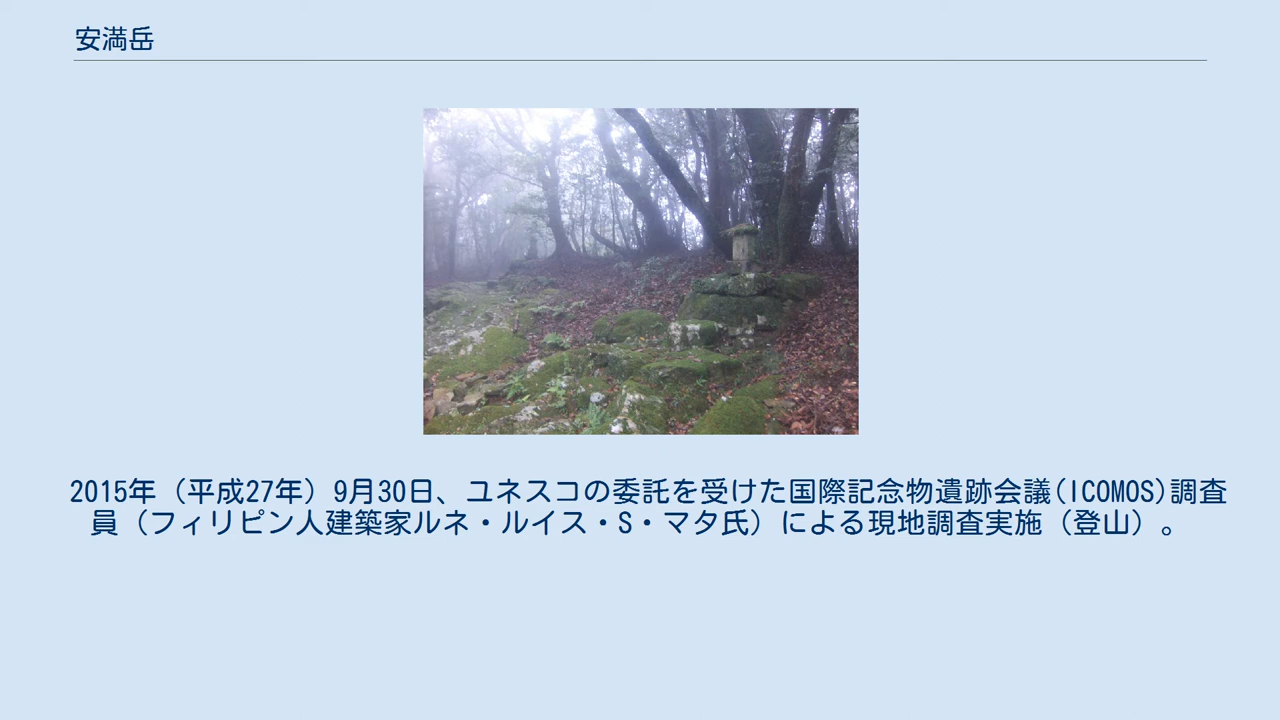 安満岳
2015年（平成27年）9月30日、ユネスコの委託を受けた国際記念物遺跡会議(ICOMOS)調査
員（フィリピン人建築家ルネ・ルイス・S・マタ氏）による現地調査実施（登山）。